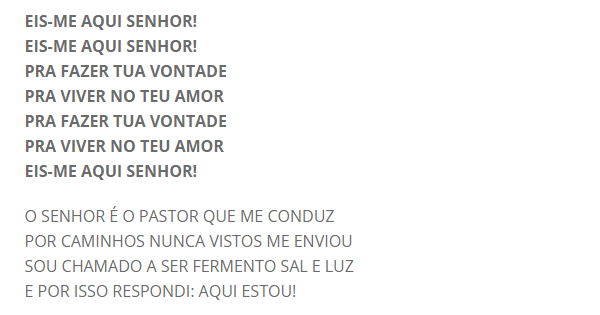 EIS-ME AQUI SENHOR!
EIS-ME AQUI SENHOR!
PRA FAZER TUA VONTADE
PRA VIVER NO TEU AMOR
PRA FAZER TUA VONTADE
PRA VIVER NO TEU AMOR
EIS-ME AQUI SENHOR!
O SENHOR É O PASTOR QUE ME CONDUZ
POR CAMINHOS NUNCA VISTOS ME ENVIOU
SOU CHAMADO A SER FERMENTO SAL E LUZ
E POR ISSO RESPONDI: AQUI ESTOU!